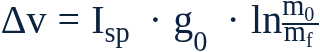 Δv = I_sp · g_0 · ln m_0/m_f